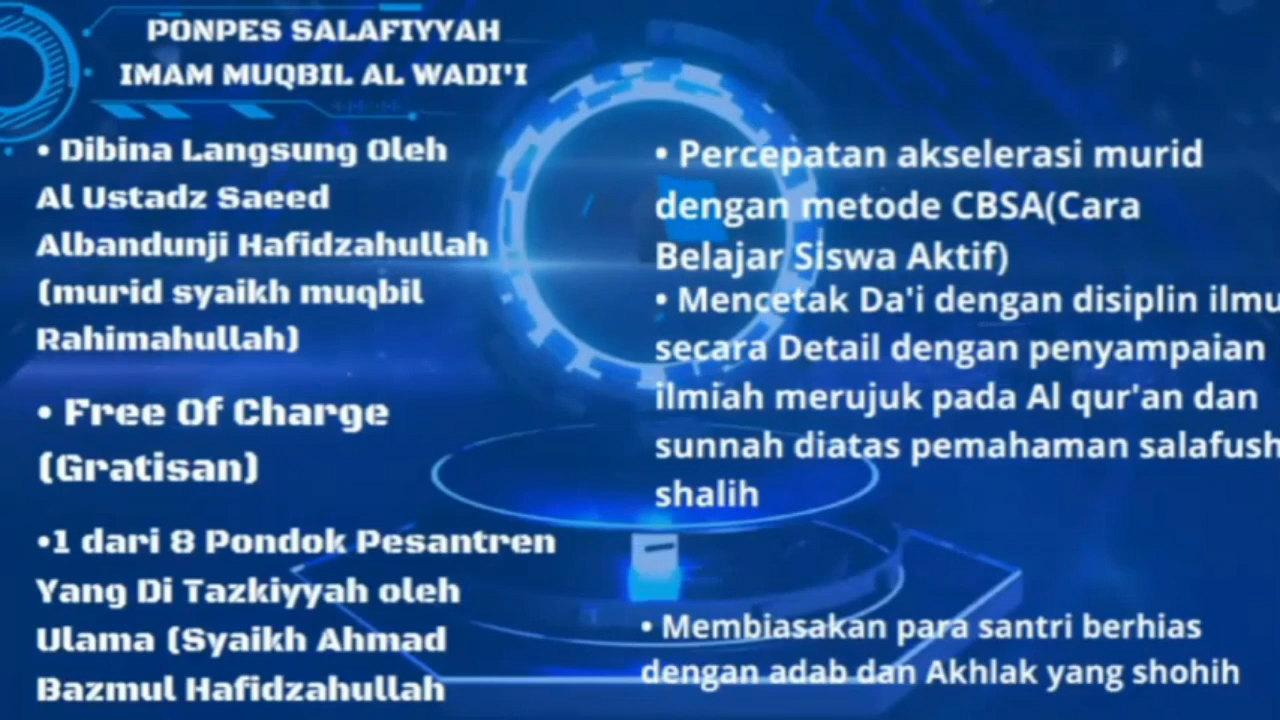 PONPES SALAFIYYAH
IMAM MUQBIL AL WADI'I
• Dibina Langsung Oleh
Al Ustadz Saeed
Albandunji Hafidzahullah
(murid syaikh muqbil
Rahimahullah)
• Free Of Charge
(Gratisan)
•1 dari 8 Pondok Pesantren
Yang Di Tazkiyyah oleh
Ulama (Syaikh Ahmad
Bazmul Hafidzahullah
• Percepatan akselerasi murid
dengan metode CBSA(Cara
Belajar Siswa Aktif)
• Mencetak Da'i dengan disiplin ilmu
secara Detail dengan penyampaian
ilmiah merujuk pada Al qur'an dan
sunnah diatas pemahaman salafush
shalih
• Membiasakan para santri berhias
dengan adab dan Akhlak yang shohih